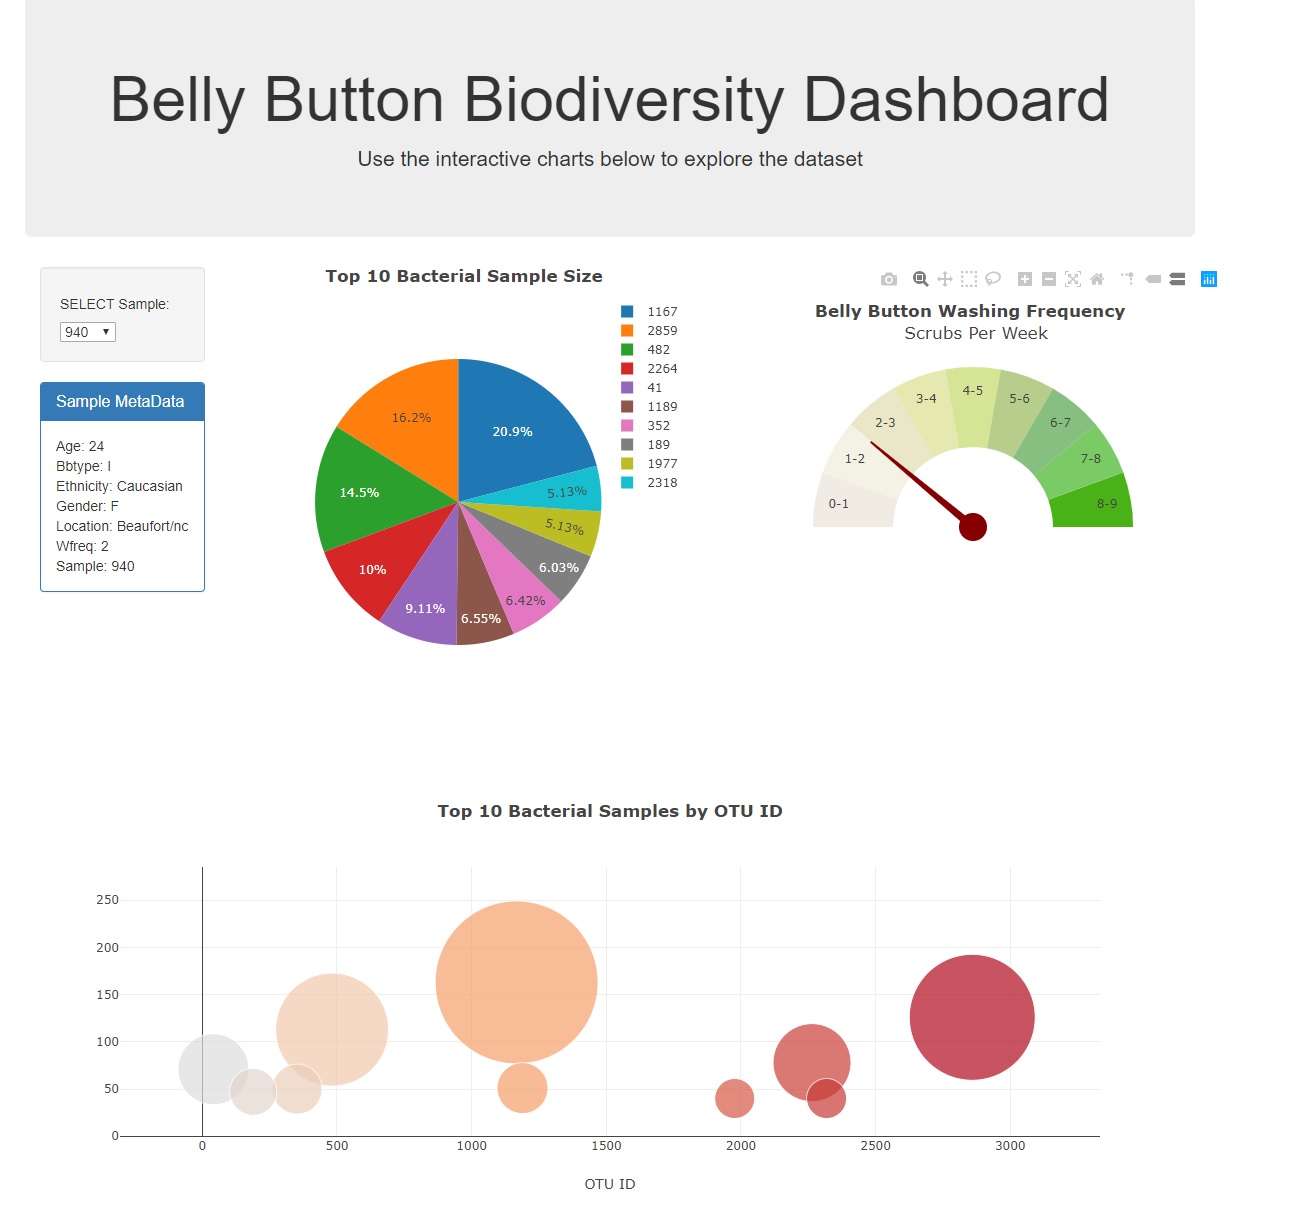 Belly Button Biodiversity Dashboard
Use the interactive charts below to explore the dataset
SELECT Sample:
940
Sample MetaData
Age: 24
Bbtype: I
Ethnicity: Caucasian
Gender: F
Location: Beaufort/nc
Wfreq: 2
Sample: 940
Top 10 Bacterial Sample Size
20.9%
16.2%
14.5%
10%
9.11%
6.55%
6.42%
6.03%
5.13%
5.13%
1167
2859
482
2264
41
1189
352
189
1977
2318
Belly Button Washing Frequency
Scrubs Per Week
0-1
1-2
2-3
3-4
4-5
5-6
6-7
7-8
8-9
Top 10 Bacterial Samples by OTU ID
250
200
150
100
50
0
0 500 1000 1500 2000 2500 3000
OTU ID